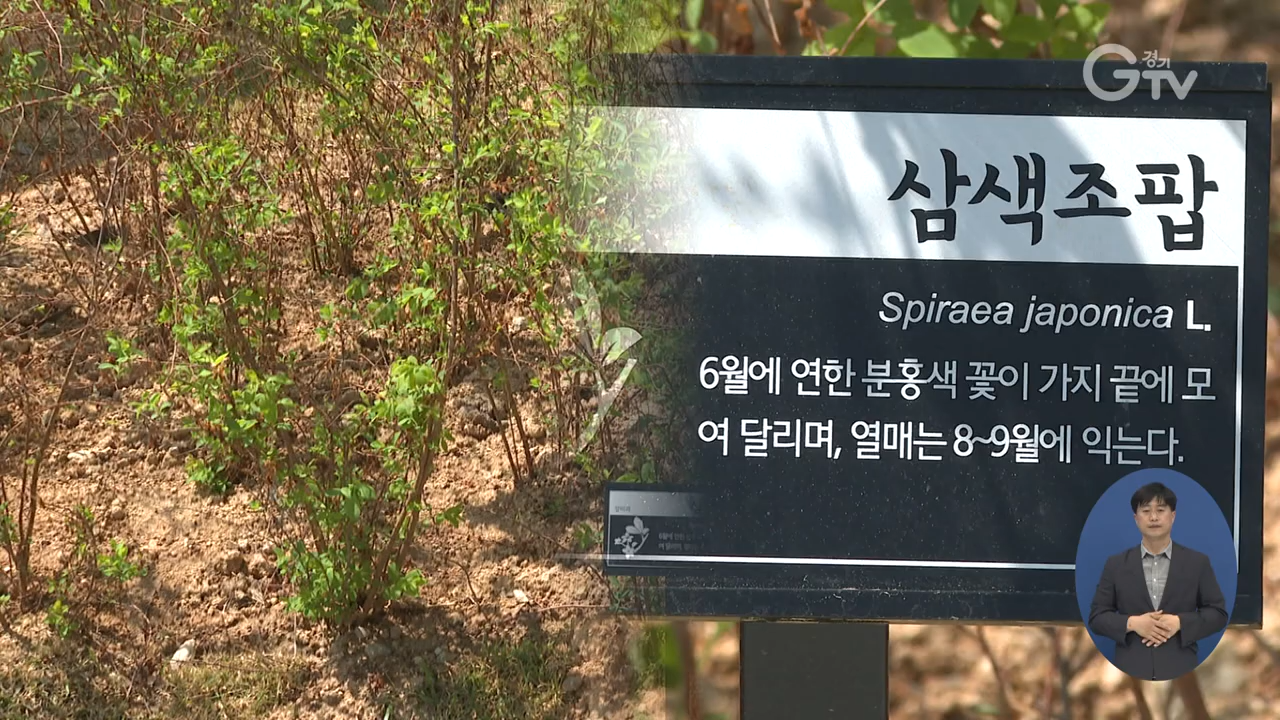 경기
GTV
삼색조팝
Spiraea japonica L.
6월에 연한 분홍색 꽃이 가지 끝에 모
여 달리며, 열매는 8~9월에 익는다.